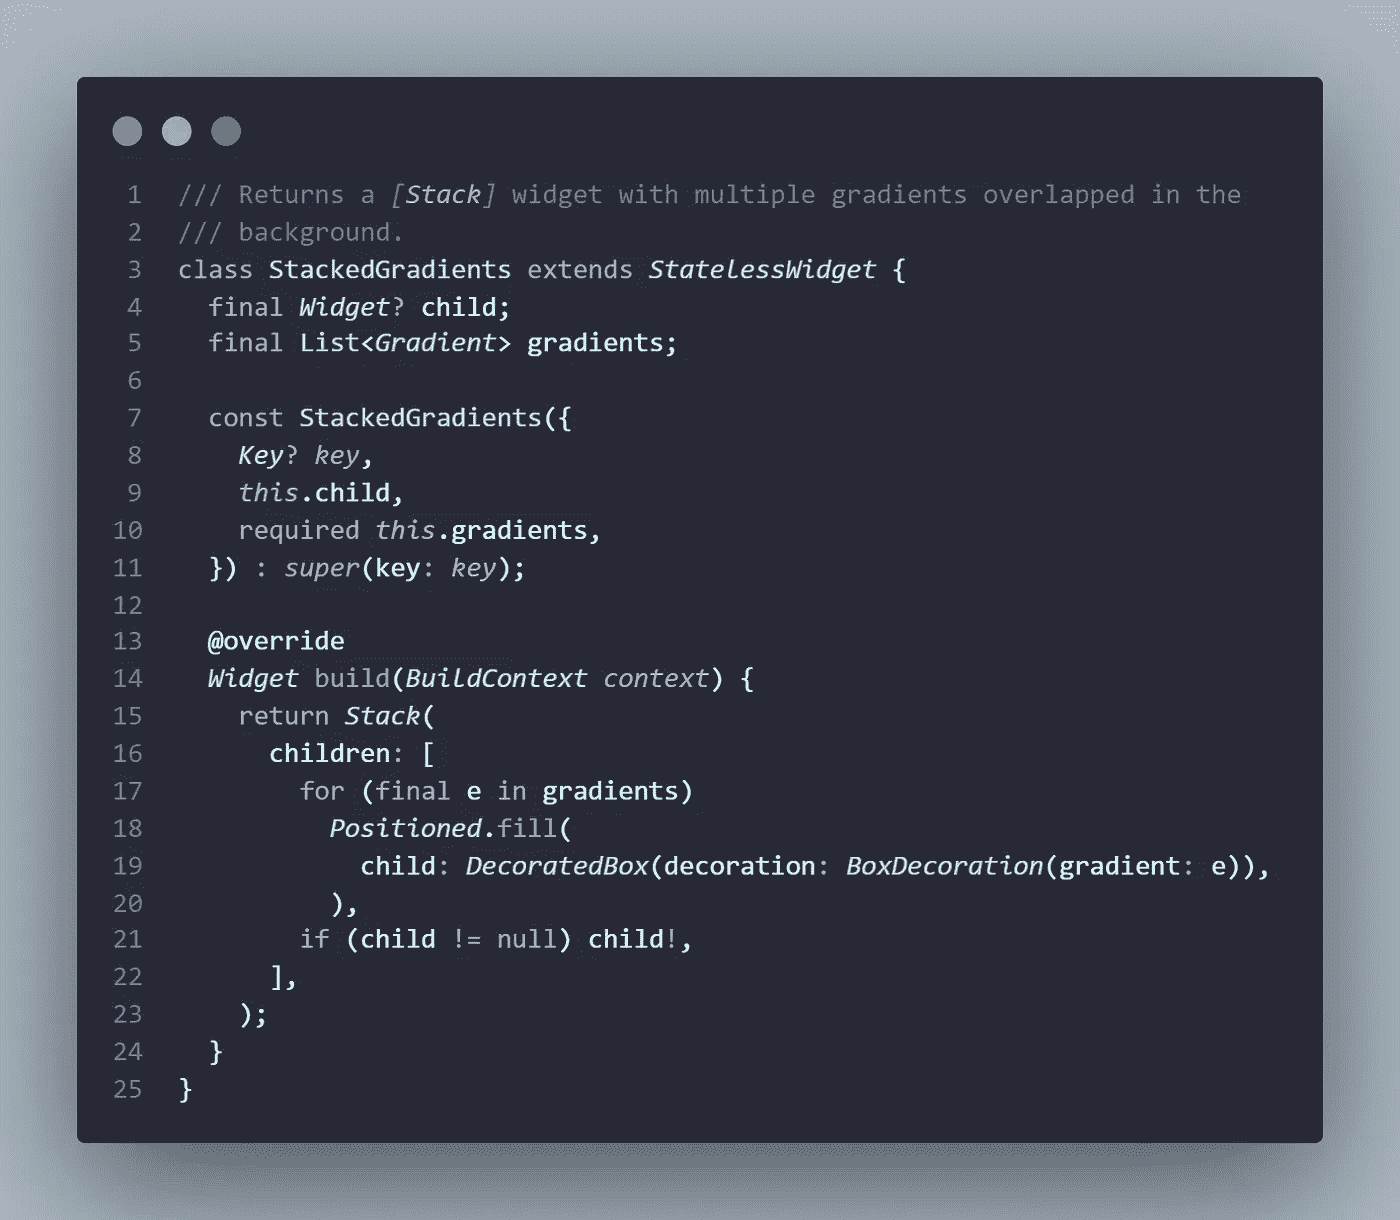 1 /// Returns a [Stack] widget with multiple gradients overlapped in the
2 /// background.
3 class StackedGradients extends StatelessWidget {
4   final Widget? child;
5   final List<Gradient> gradients;
6
7   const StackedGradients({
8     Key? key,
9     this.child,
10     required this.gradients,
11   }) : super(key: key);
12
13   @override
14   Widget build(BuildContext context) {
15     return Stack(
16       children: [
17         for (final e in gradients)
18           Positioned.fill(
19             child: DecoratedBox(decoration: BoxDecoration(gradient: e)),
20           ),
21         if (child != null) child!,
22       ],
23     );
24   }
25 }